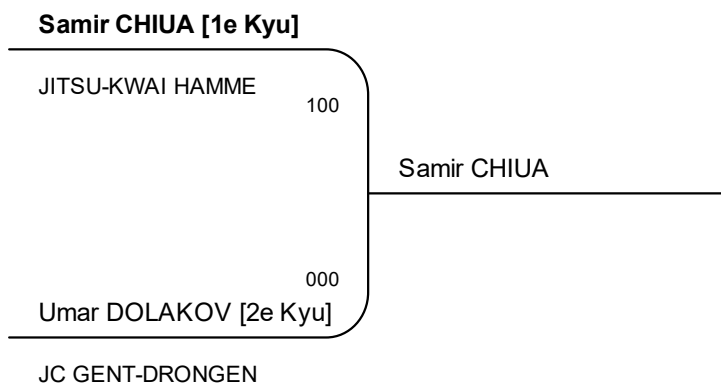 Samir CHIUA [1e Kyu]
JITSU-KWAI HAMME
100
Samir CHIUA
000
Umar DOLAKOV [2e Kyu]
JC GENT-DRONGEN